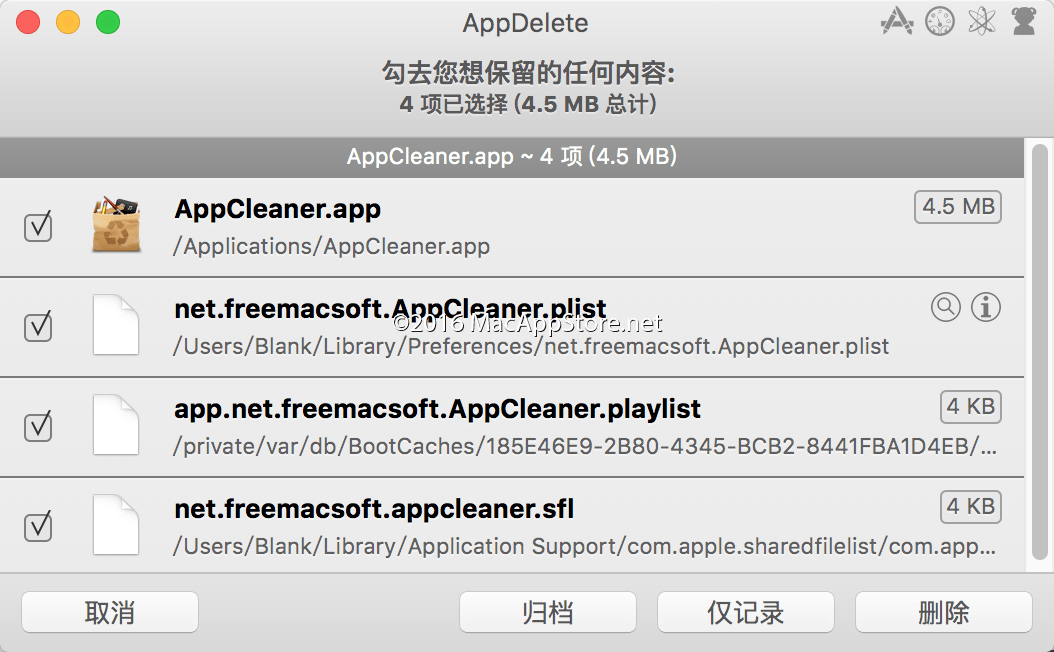 AppDelete
勾去您想保留的任何内容:
4 项已选择 (4.5 MB 总计)
AppCleaner.app ~ 4 项 (4.5 MB)
AppCleaner.app
4.5 MB
/Applications/AppCleaner.app
net.freemacsoft.AppCleaner.plist
©2016 MacAppStore.net
/Users/Blank/Library/Preferences/net.freemacsoft.AppCleaner.plist
app.net.freemacsoft.AppCleaner.playlist
4 KB
/private/var/db/BootCaches/185E46E9-2B80-4345-BCB2-8441FBA1D4EB/...
net.freemacsoft.appcleaner.sfl
4 KB
/Users/Blank/Library/Application Support/com.apple.sharedfilelist/com.app...
取消 归档 仅记录 删除